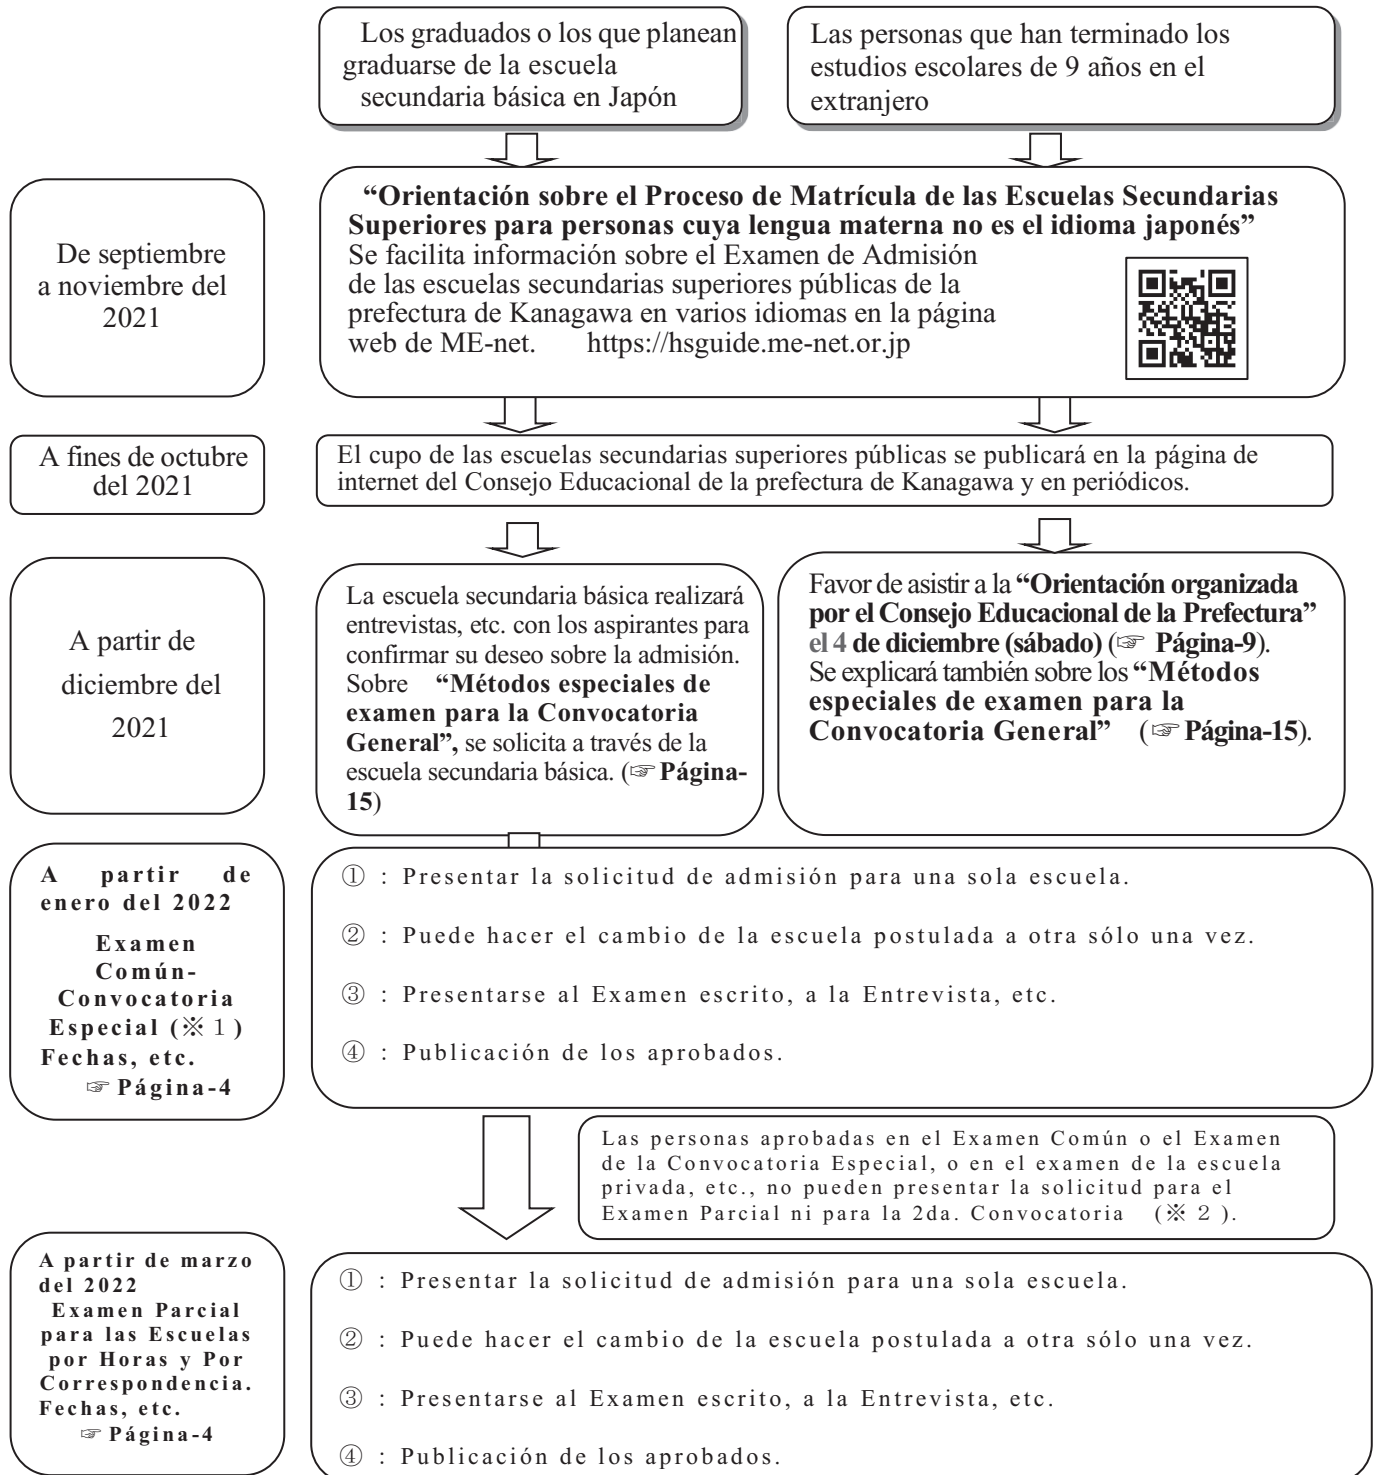 Los graduados o los que planean
graduarse de la escuela
secundaria básica en Japón
Las personas que han terminado los
estudios escolares de 9 años en el
extranjero
De septiembre
a noviembre del
2021
“Orientación sobre el Proceso de Matrícula de las Escuelas Secundarias
Superiores para personas cuya lengua materna no es el idioma japonés”
Se facilita información sobre el Examen de Admisión
de las escuelas secundarias superiores públicas de la
prefectura de Kanagawa en varios idiomas en la página
web de ME-net. https://hsguide.me-net.or.jp
A fines de octubre
del 2021
El cupo de las escuelas secundarias superiores públicas se publicará en la página de
internet del Consejo Educacional de la prefectura de Kanagawa y en periódicos.
A partir de
diciembre del
2021
La escuela secundaria básica realizará
entrevistas, etc. con los aspirantes para
confirmar su deseo sobre la admisión.
Sobre “Métodos especiales de
examen para la Convocatoria
General”, se solicita a través de la
escuela secundaria básica. (☞Página-
15)
Favor de asistir a la “Orientación organizada
por el Consejo Educacional de la Prefectura”
el 4 de diciembre (sábado) (☞ Página-9).
Se explicará también sobre los “Métodos
especiales de examen para la
Convocatoria General” (☞Página-15).
A partir de
enero del 2022
Examen
Común-
Convocatoria
Especial (※１)
Fechas, etc.
☞Página-4
① : Presentar la solicitud de admisión para una sola escuela.
② : Puede hacer el cambio de la escuela postulada a otra sólo una vez.
③ : Presentarse al Examen escrito, a la Entrevista, etc.
④ : Publicación de los aprobados.
Las personas aprobadas en el Examen Común o el Examen
de la Convocatoria Especial, o en el examen de la escuela
privada, etc., no pueden presentar la solicitud para el
Examen Parcial ni para la 2da. Convocatoria (※２).
A partir de marzo
del 2022
Examen Parcial
para las Escuelas
por Horas y Por
Correspondencia.
Fechas, etc.
☞Página-4
① : Presentar la solicitud de admisión para una sola escuela.
② : Puede hacer el cambio de la escuela postulada a otra sólo una vez.
③ : Presentarse al Examen escrito, a la Entrevista, etc.
④ : Publicación de los aprobados.